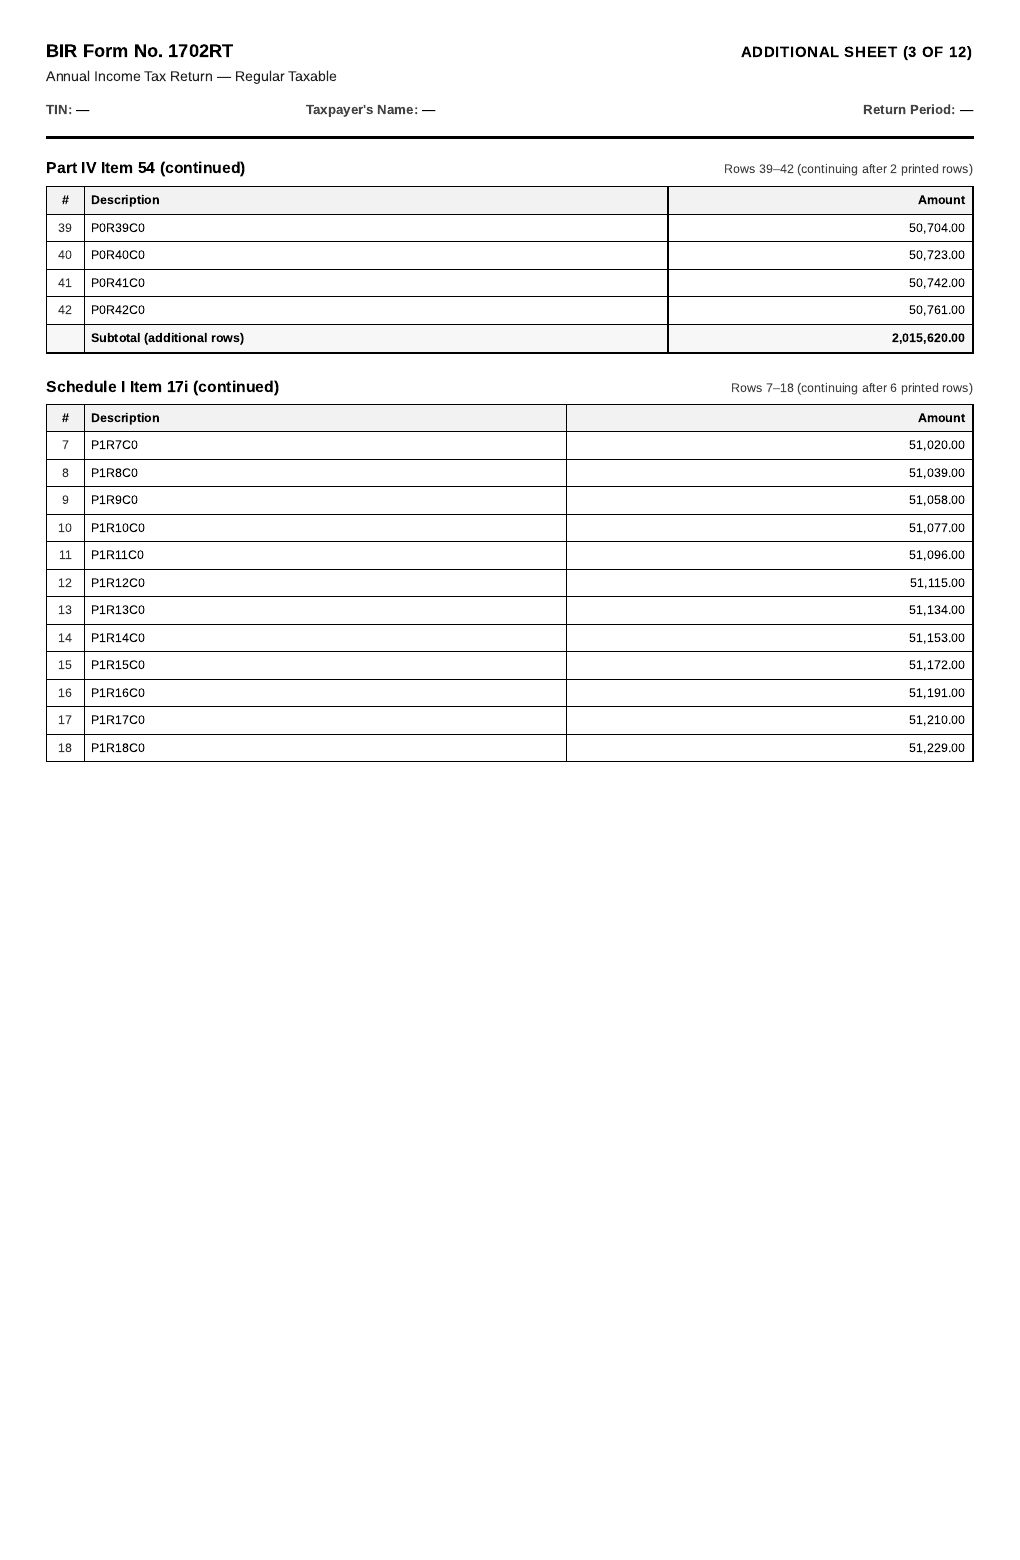 BIR Form No. 1702RT
ADDITIONAL SHEET (3 OF 12)
Annual Income Tax Return — Regular Taxable
TIN: — Taxpayer's Name: — Return Period: —
Part IV Item 54 (continued) Rows 39–42 (continuing after 2 printed rows)
# Description Amount
39 P0R39C0 50,704.00
40 P0R40C0 50,723.00
41 P0R41C0 50,742.00
42 P0R42C0 50,761.00
Subtotal (additional rows) 2,015,620.00
Schedule I Item 17i (continued) Rows 7–18 (continuing after 6 printed rows)
# Description Amount
7 P1R7C0 51,020.00
8 P1R8C0 51,039.00
9 P1R9C0 51,058.00
10 P1R10C0 51,077.00
11 P1R11C0 51,096.00
12 P1R12C0 51,115.00
13 P1R13C0 51,134.00
14 P1R14C0 51,153.00
15 P1R15C0 51,172.00
16 P1R16C0 51,191.00
17 P1R17C0 51,210.00
18 P1R18C0 51,229.00